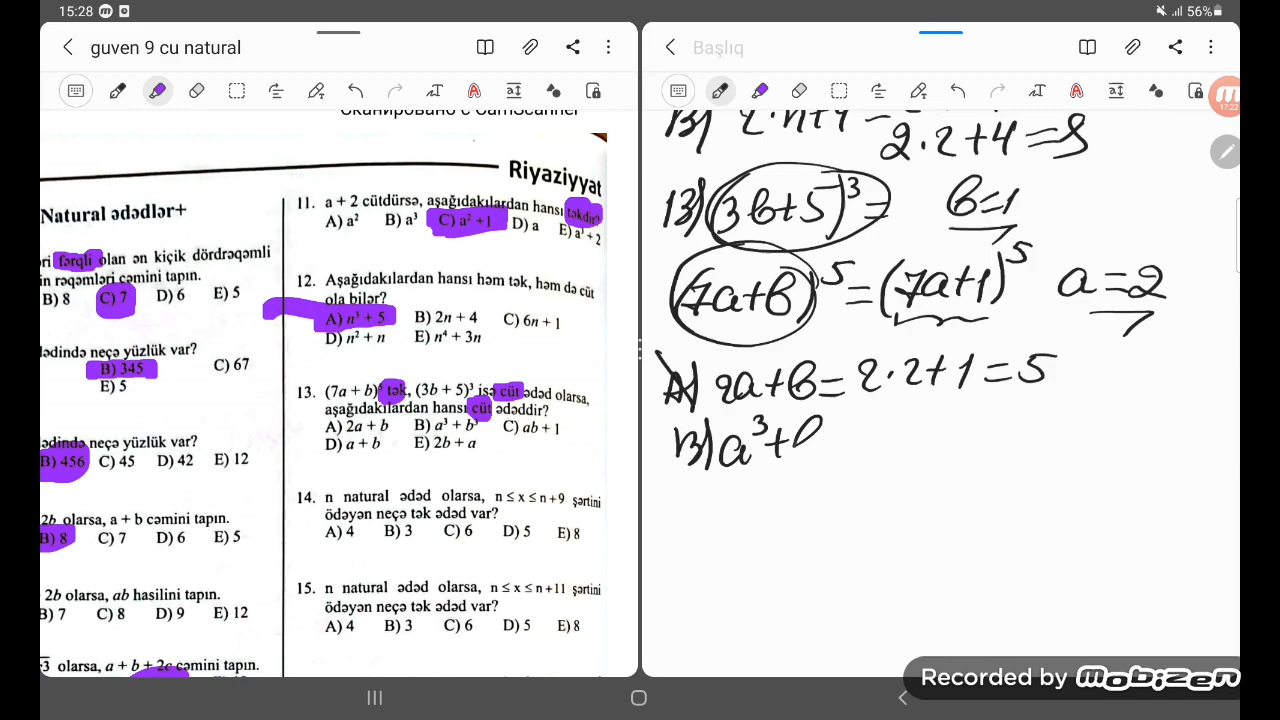 15:28
56%
guven 9 cu natural
Başlıq
Riyaziyyat
Natural ədədlər+
fərqli olan ən kiçik dördrəqəmli
in rəqəmləri cəmini tapın.
B) 8 C) 7 D) 6 E) 5
ədində neçə yüzlük var?
B) 345 C) 67
E) 5
ədində neçə yüzlük var?
B) 456 C) 45 D) 42 E) 12
2b olarsa, a + b cəmini tapın.
B) 8 C) 7 D) 6 E) 5
2b olarsa, ab hasilini tapın.
B) 7 C) 8 D) 9 E) 12
olarsa, a + b + 2c cəmini tapın.
11. a + 2 cütdürsə, aşağıdakılardan hansı təkdir?
A) a² B) a³ C) a² + 1 D) a E) a³ + 2
12. Aşağıdakılardan hansı həm tək, həm də cüt
ola bilər?
A) n³ + 5 B) 2n + 4 C) 6n + 1
D) n² + n E) n⁴ + 3n
13. (7a + b)⁵ tək, (3b + 5)³ isə cüt ədəd olarsa,
aşağıdakılardan hansı cüt ədəddir?
A) 2a + b B) a³ + b³ C) ab + 1
D) a + b E) 2b + a
14. n natural ədəd olarsa, n ≤ x ≤ n + 9 şərtini
ödəyən neçə tək ədəd var?
A) 4 B) 3 C) 6 D) 5 E) 8
15. n natural ədəd olarsa, n ≤ x ≤ n + 11 şərtini
ödəyən neçə tək ədəd var?
A) 4 B) 3 C) 6 D) 5 E) 8
2·2+4=8
13) (3b+5)³= b=1
(7a+b)⁵=(7a+1)⁵ a=2
A) 2a+b=2·2+1=5
B) a³+
17:22
Recorded by mobizen